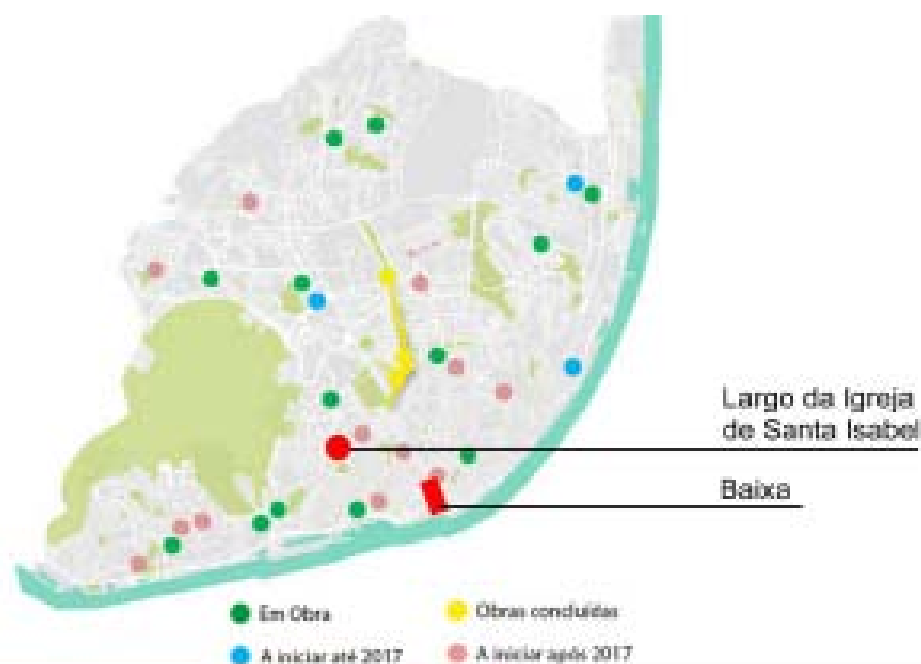 Largo da Igreja
de Santa Isabel
Baixa
Em Obra
Obras concluídas
A iniciar até 2017
A iniciar após 2017